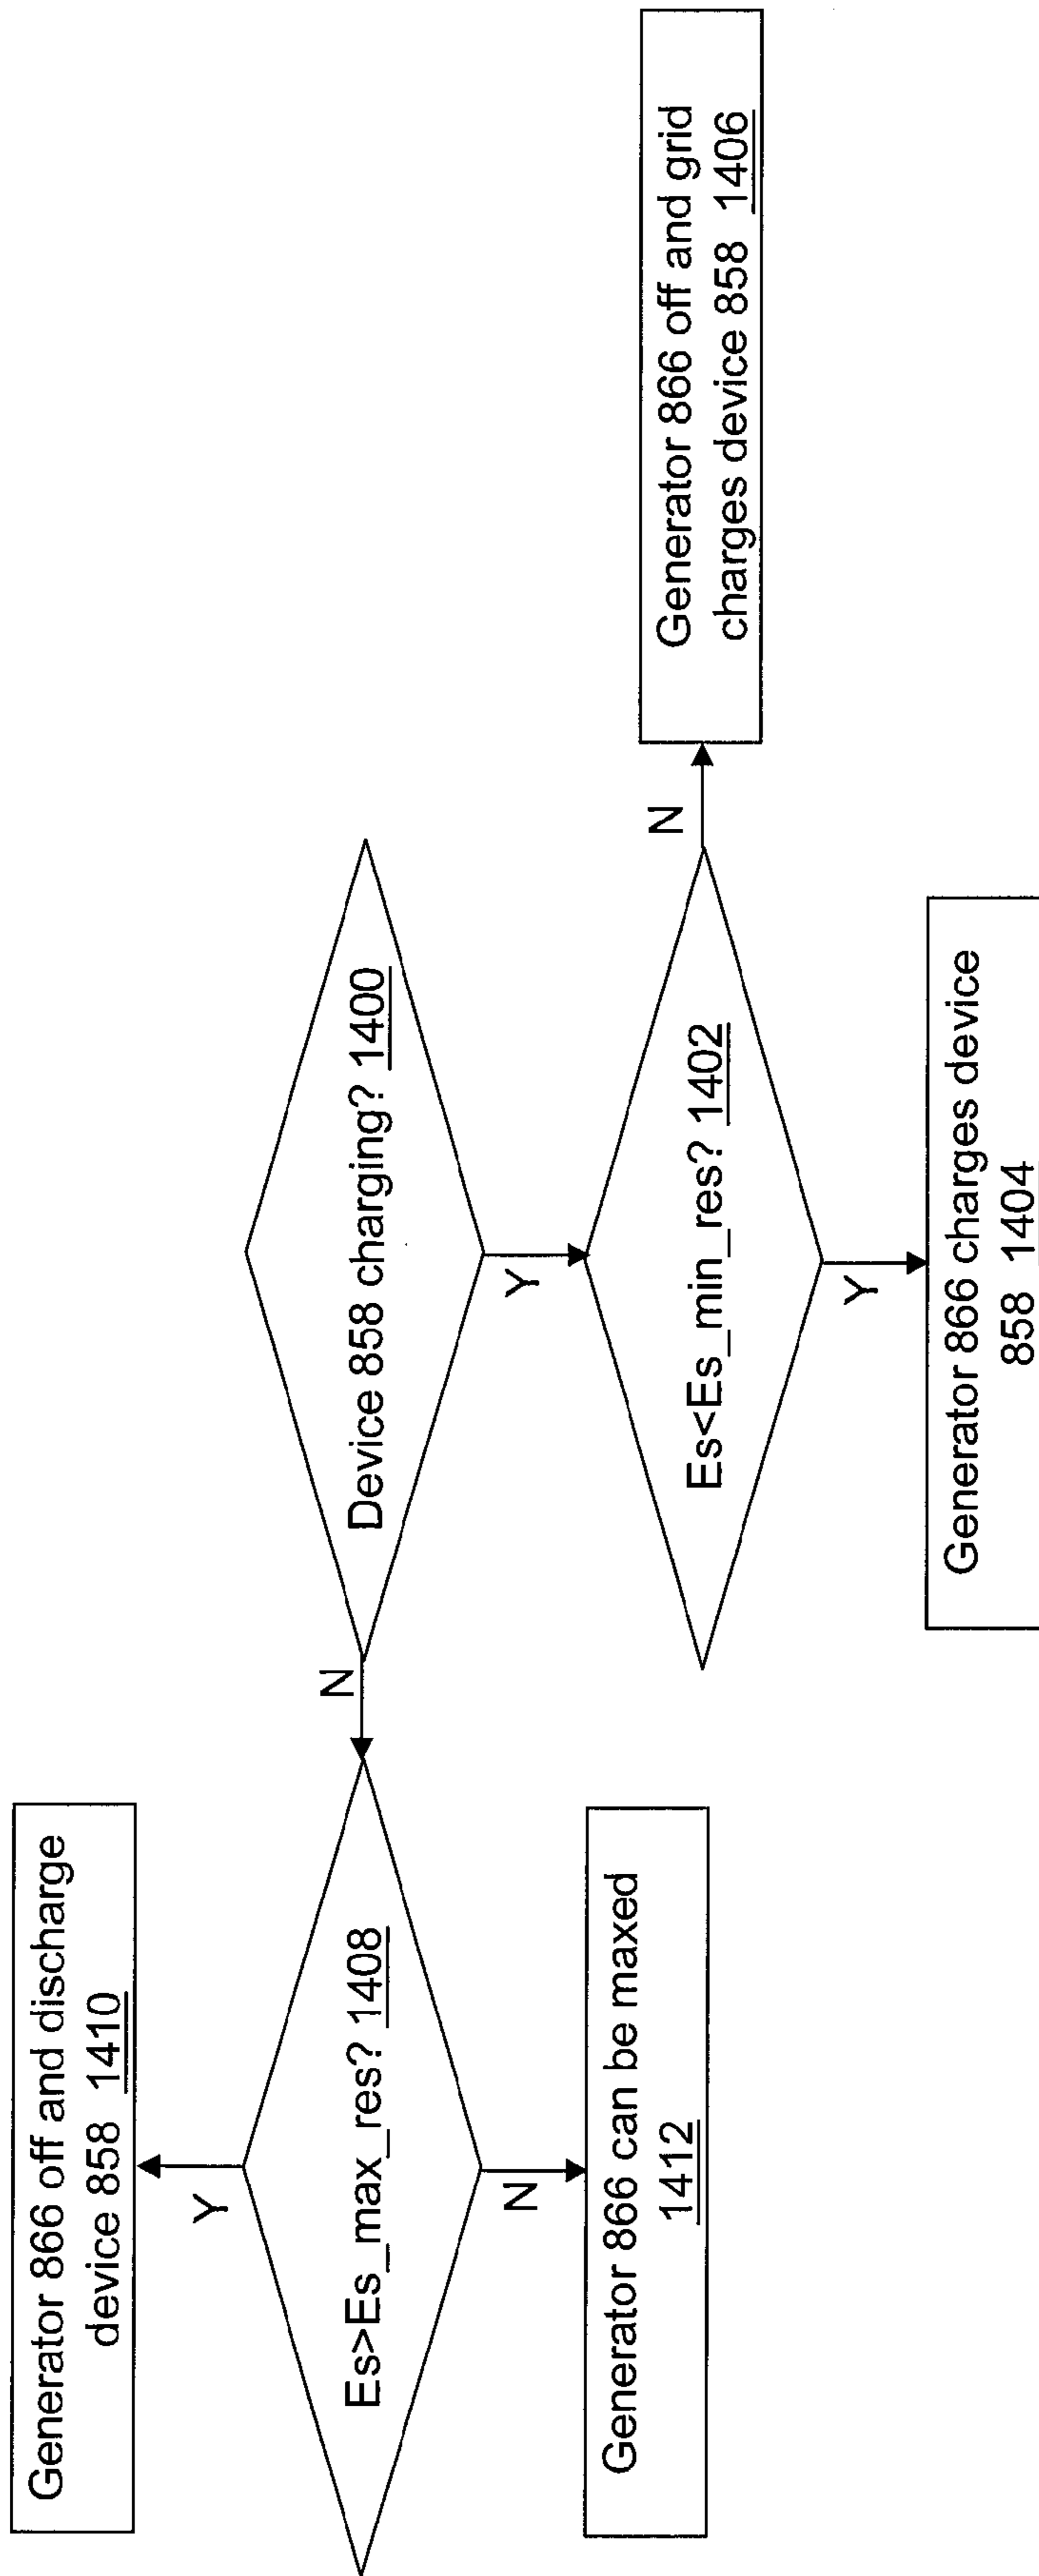 Generator 866 off and discharge
device 858 1410
Y
Es>Es_max_res? 1408
N
Generator 866 can be maxed
1412
N
Device 858 charging? 1400
Y
Es<Es_min_res? 1402
Y
Generator 866 charges device
858 1404
N
Generator 866 off and grid
charges device 858 1406